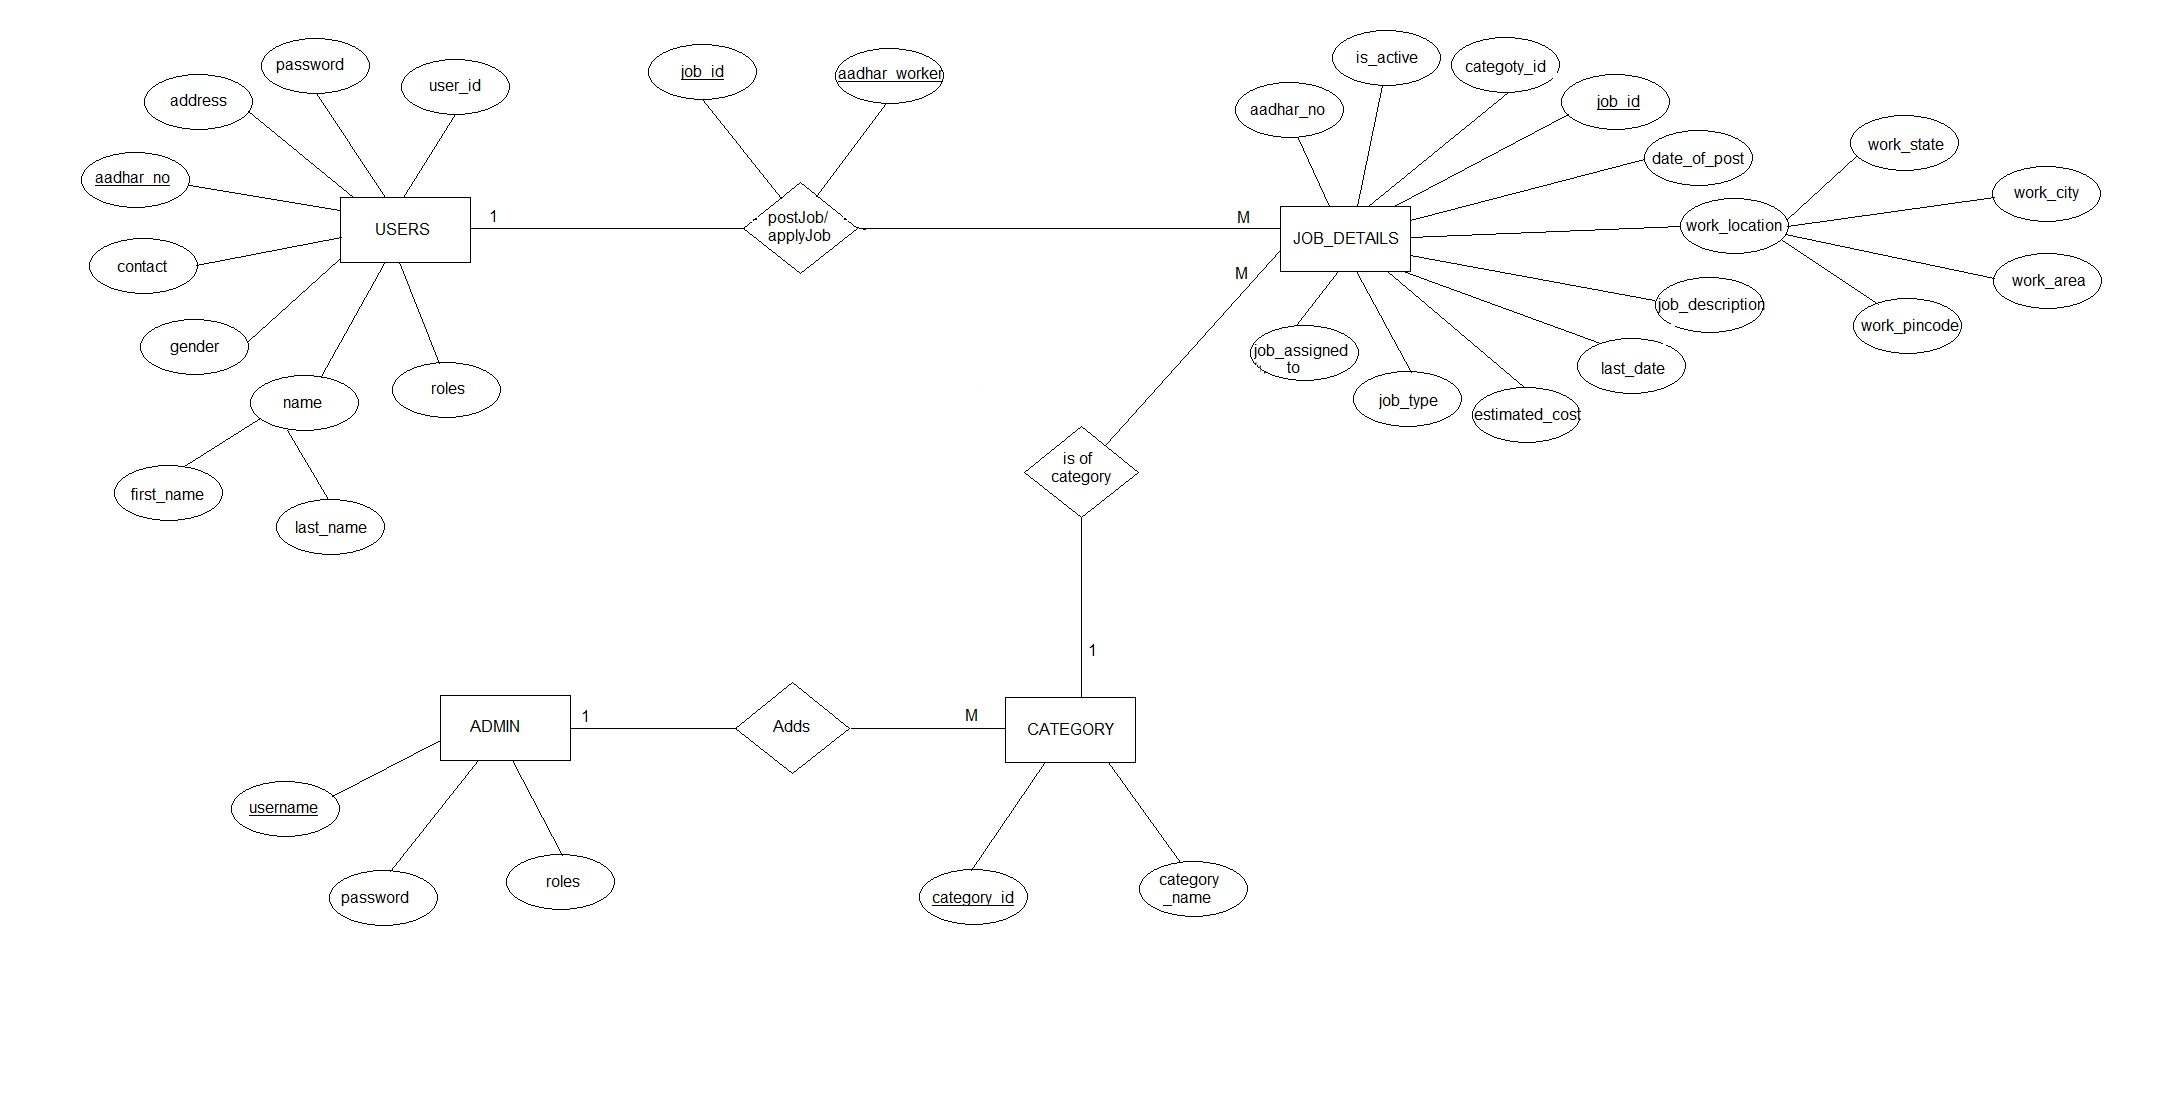 password
user_id
address
aadhar_no
USERS
contact
gender
name
roles
first_name
last_name
job_id
aadhar_worker
1
postJob/
applyJob
M
aadhar_no
is_active
categoty_id
job_id
date_of_post
work_location
work_state
work_city
work_area
work_pincode
JOB_DETAILS
job_description
last_date
estimated_cost
job_type
job_assigned
to
M
is of
category
1
ADMIN
1
Adds
M
CATEGORY
username
password
roles
category_id
category
_name